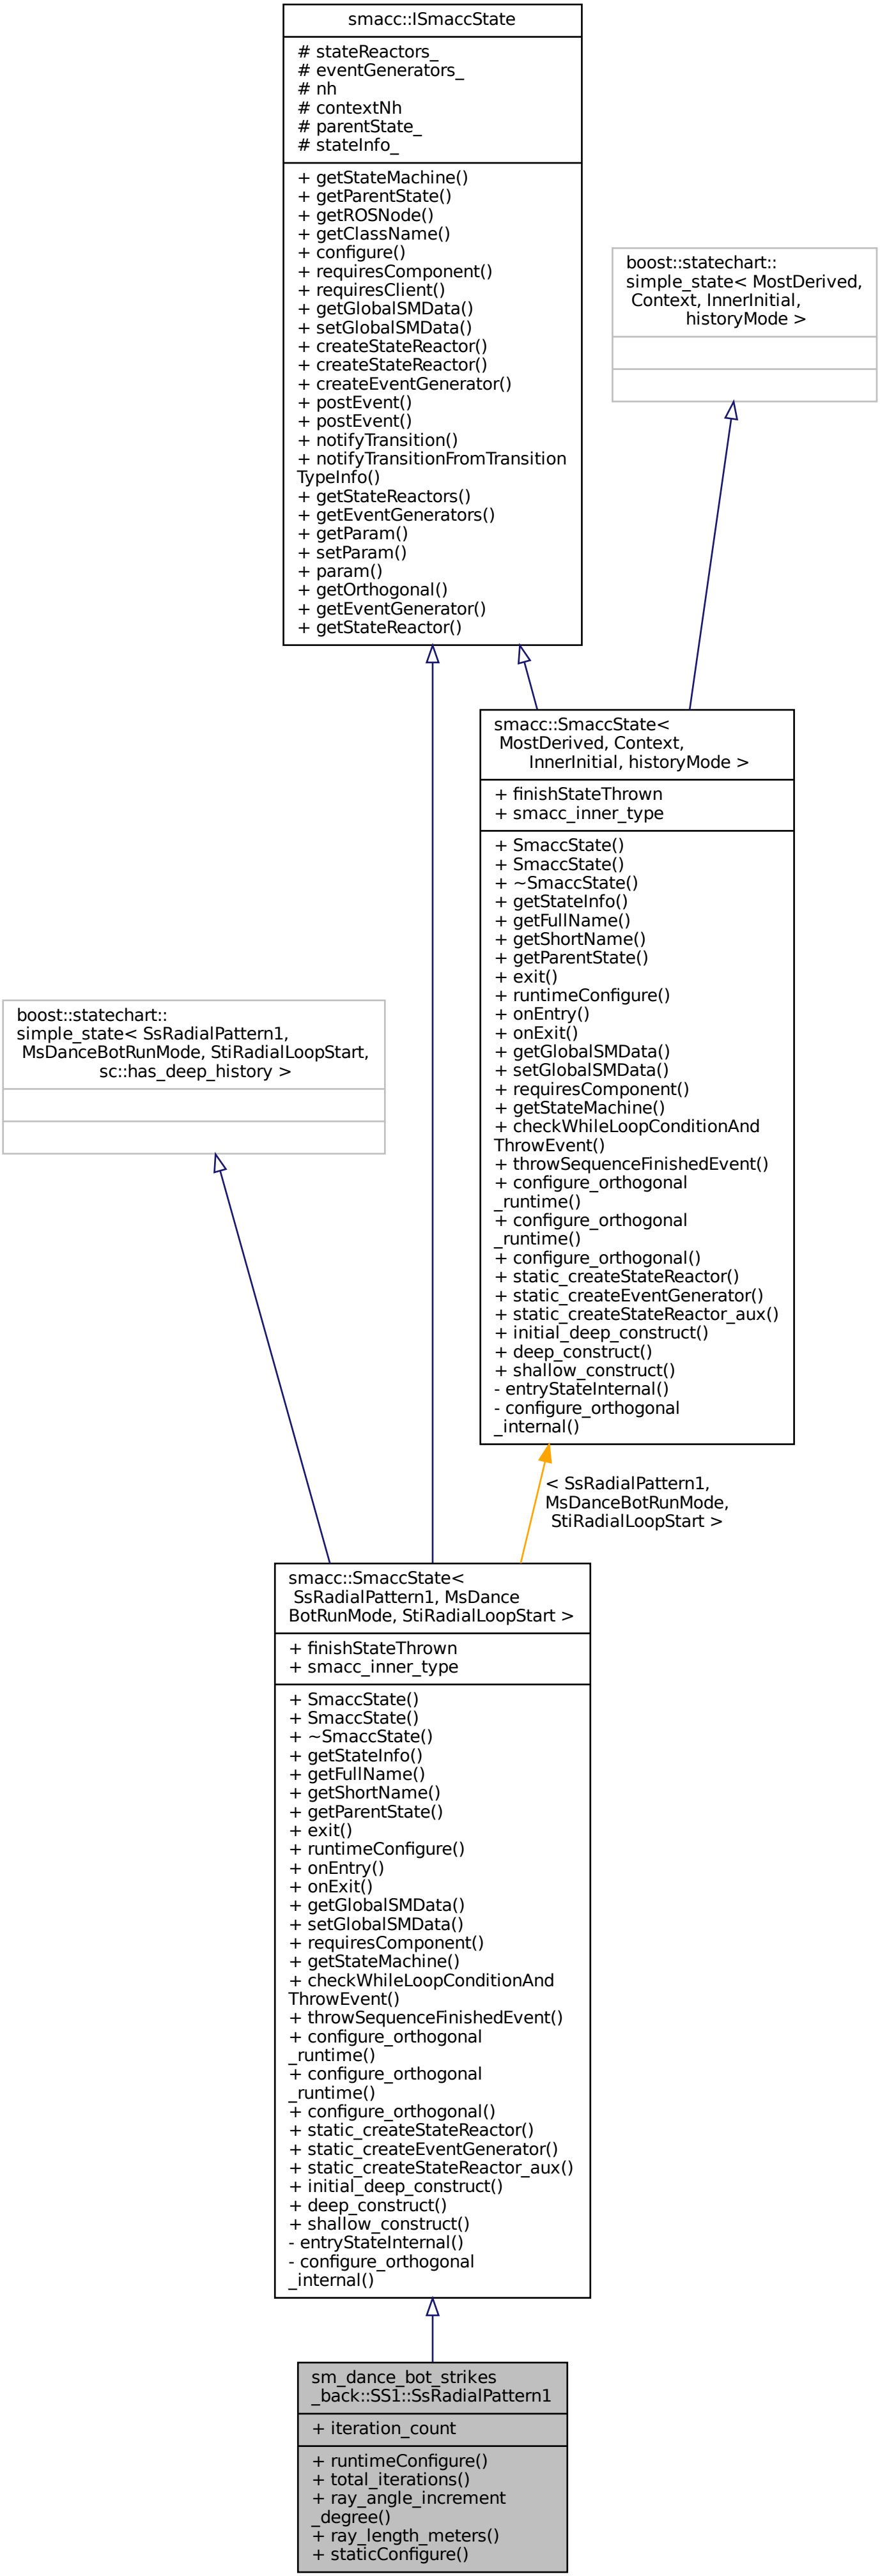 smacc::ISmaccState
# stateReactors_
# eventGenerators_
# nh
# contextNh
# parentState_
# stateInfo_
+ getStateMachine()
+ getParentState()
+ getROSNode()
+ getClassName()
+ configure()
+ requiresComponent()
+ requiresClient()
+ getGlobalSMData()
+ setGlobalSMData()
+ createStateReactor()
+ createStateReactor()
+ createEventGenerator()
+ postEvent()
+ postEvent()
+ notifyTransition()
+ notifyTransitionFromTransition
TypeInfo()
+ getStateReactors()
+ getEventGenerators()
+ getParam()
+ setParam()
+ param()
+ getOrthogonal()
+ getEventGenerator()
+ getStateReactor()
boost::statechart::
simple_state< MostDerived,
Context, InnerInitial,
historyMode >
smacc::SmaccState<
MostDerived, Context,
InnerInitial, historyMode >
+ finishStateThrown
+ smacc_inner_type
+ SmaccState()
+ SmaccState()
+ ~SmaccState()
+ getStateInfo()
+ getFullName()
+ getShortName()
+ getParentState()
+ exit()
+ runtimeConfigure()
+ onEntry()
+ onExit()
+ getGlobalSMData()
+ setGlobalSMData()
+ requiresComponent()
+ getStateMachine()
+ checkWhileLoopConditionAnd
ThrowEvent()
+ throwSequenceFinishedEvent()
+ configure_orthogonal
_runtime()
+ configure_orthogonal
_runtime()
+ configure_orthogonal()
+ static_createStateReactor()
+ static_createEventGenerator()
+ static_createStateReactor_aux()
+ initial_deep_construct()
+ deep_construct()
+ shallow_construct()
- entryStateInternal()
- configure_orthogonal
_internal()
boost::statechart::
simple_state< SsRadialPattern1,
MsDanceBotRunMode, StiRadialLoopStart,
sc::has_deep_history >
< SsRadialPattern1,
MsDanceBotRunMode,
StiRadialLoopStart >
smacc::SmaccState<
SsRadialPattern1, MsDance
BotRunMode, StiRadialLoopStart >
+ finishStateThrown
+ smacc_inner_type
+ SmaccState()
+ SmaccState()
+ ~SmaccState()
+ getStateInfo()
+ getFullName()
+ getShortName()
+ getParentState()
+ exit()
+ runtimeConfigure()
+ onEntry()
+ onExit()
+ getGlobalSMData()
+ setGlobalSMData()
+ requiresComponent()
+ getStateMachine()
+ checkWhileLoopConditionAnd
ThrowEvent()
+ throwSequenceFinishedEvent()
+ configure_orthogonal
_runtime()
+ configure_orthogonal
_runtime()
+ configure_orthogonal()
+ static_createStateReactor()
+ static_createEventGenerator()
+ static_createStateReactor_aux()
+ initial_deep_construct()
+ deep_construct()
+ shallow_construct()
- entryStateInternal()
- configure_orthogonal
_internal()
sm_dance_bot_strikes
_back::SS1::SsRadialPattern1
+ iteration_count
+ runtimeConfigure()
+ total_iterations()
+ ray_angle_increment
_degree()
+ ray_length_meters()
+ staticConfigure()